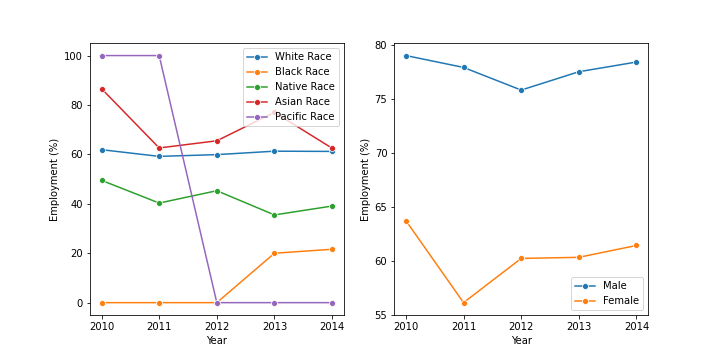 100
80
60
40
20
0
Employment (%)
2010 2011 2012 2013 2014
Year
White Race
Black Race
Native Race
Asian Race
Pacific Race
80
75
70
65
60
55
Employment (%)
2010 2011 2012 2013 2014
Year
Male
Female